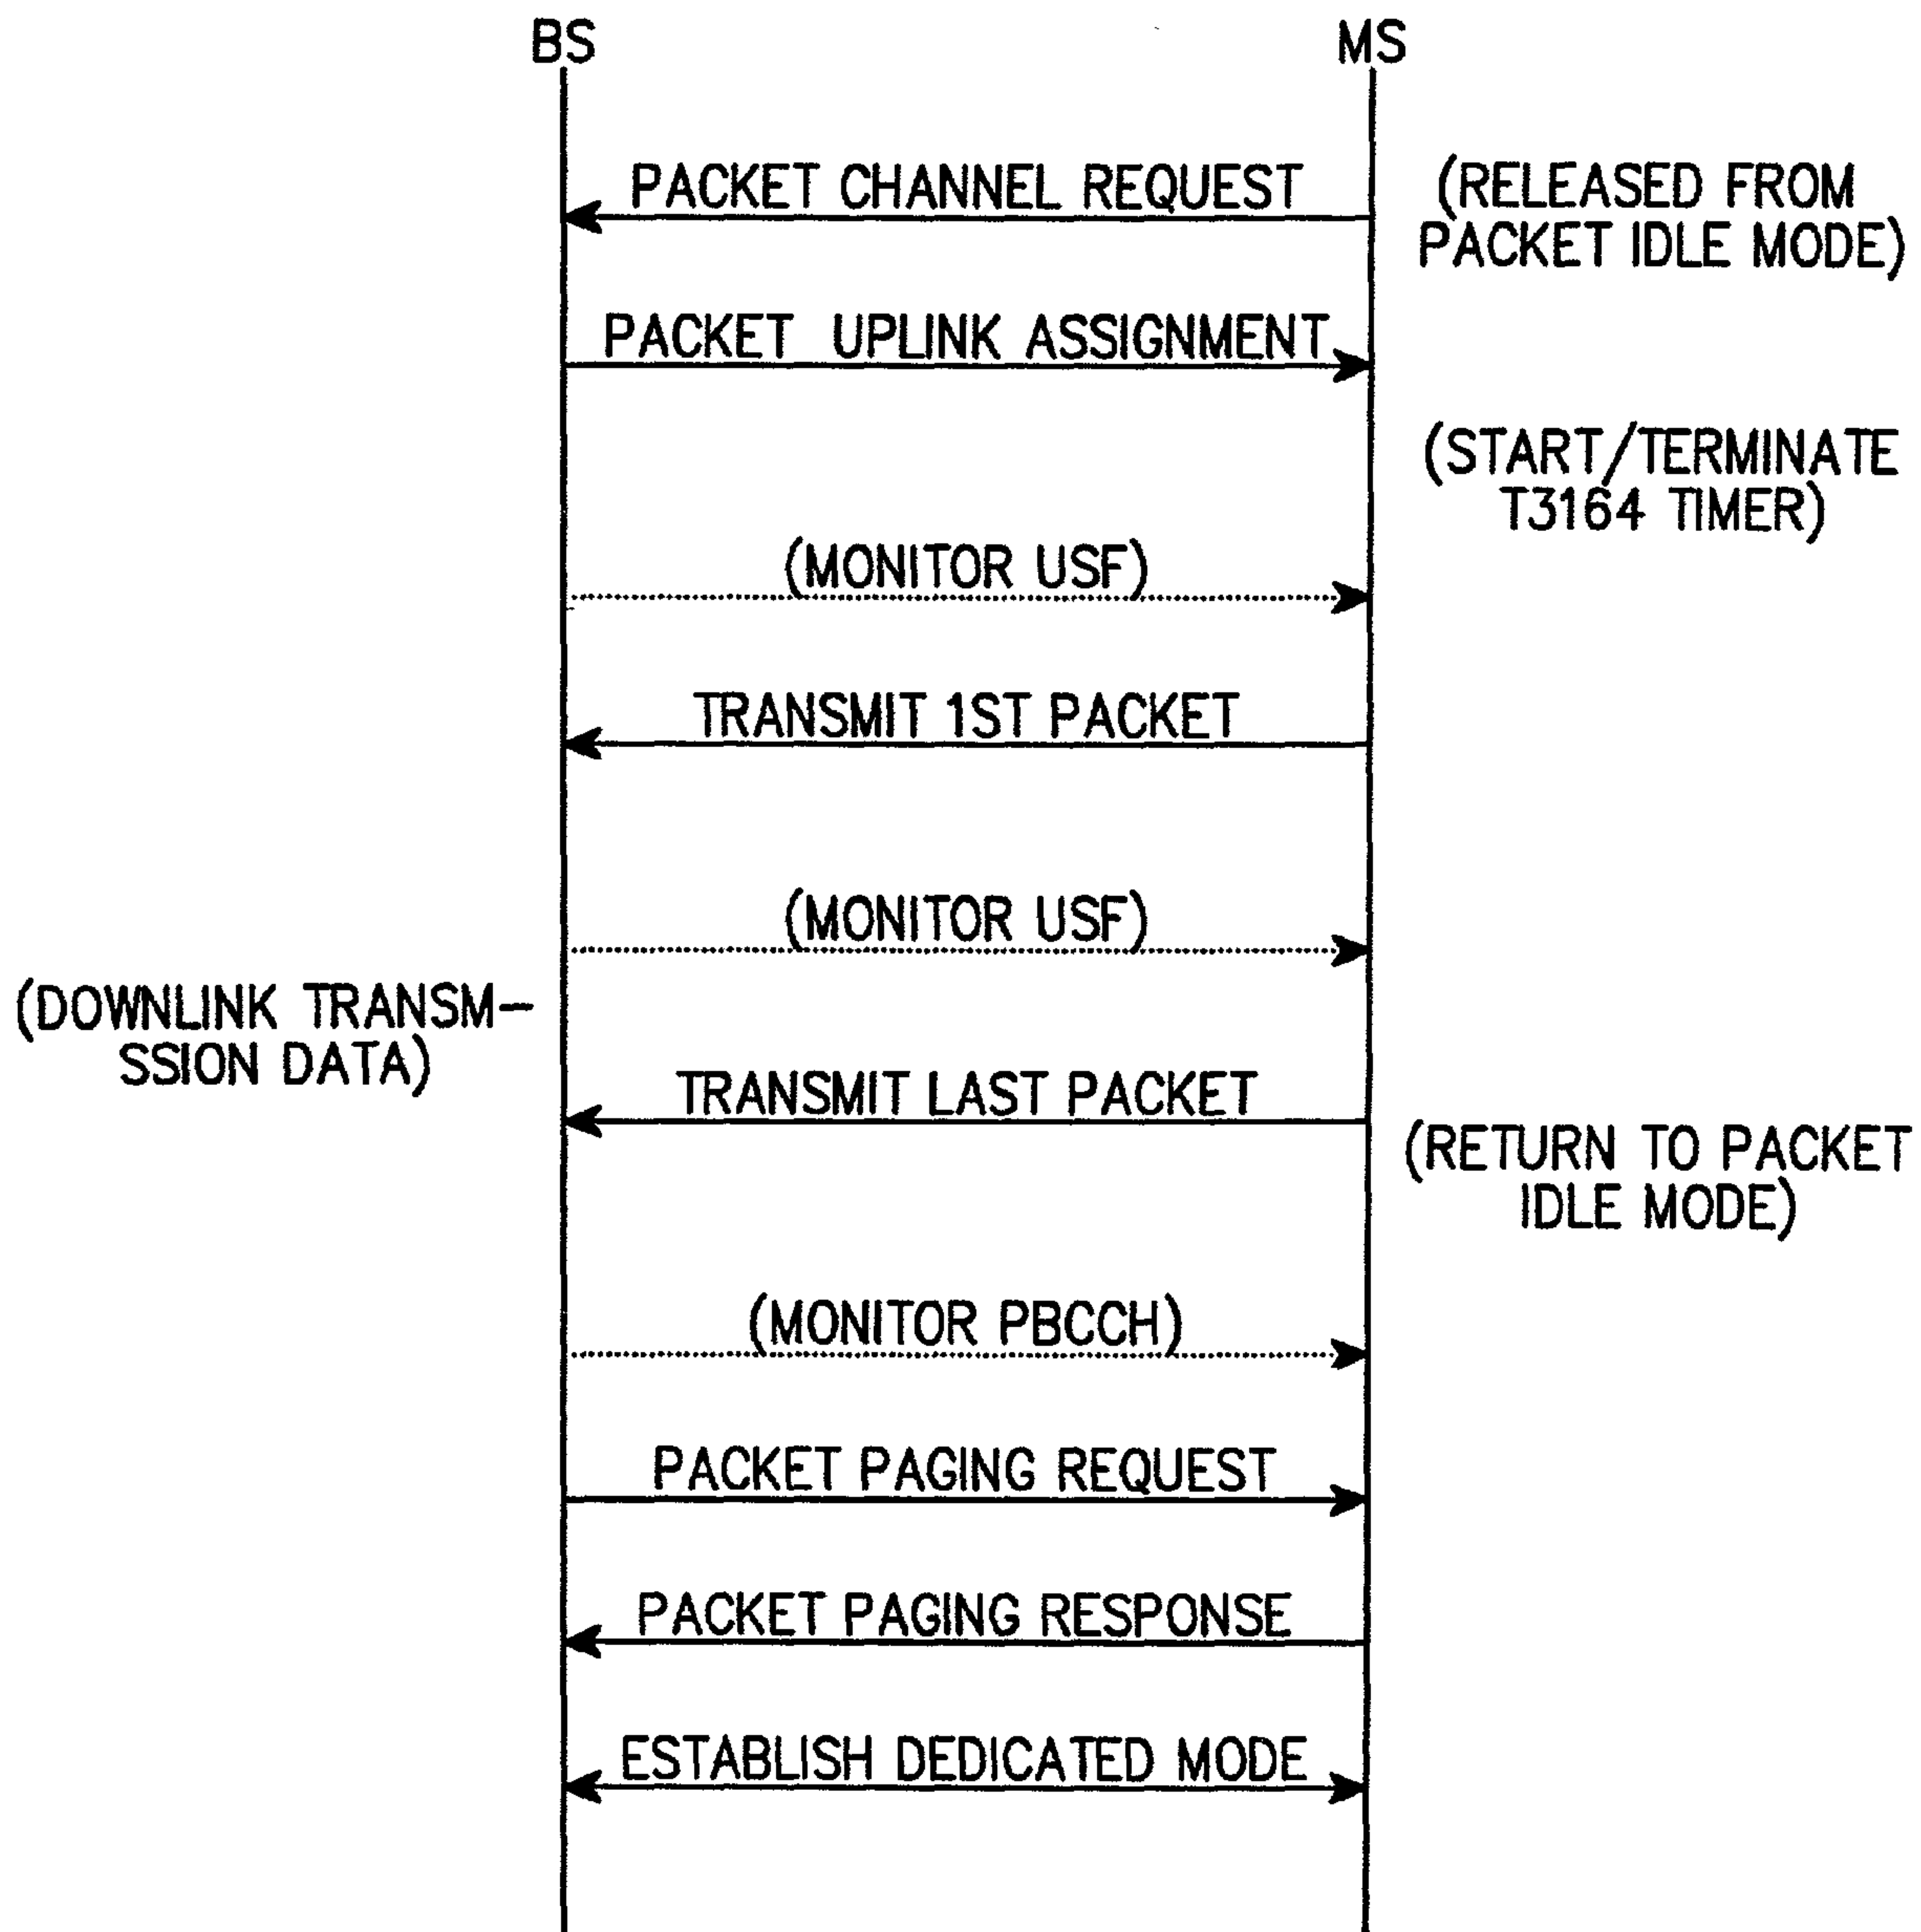 BS
MS
PACKET CHANNEL REQUEST
(RELEASED FROM
PACKET IDLE MODE)
PACKET UPLINK ASSIGNMENT
(START/TERMINATE
T3164 TIMER)
(MONITOR USF)
TRANSMIT 1ST PACKET
(MONITOR USF)
(DOWNLINK TRANSM-
SSION DATA)
TRANSMIT LAST PACKET
(RETURN TO PACKET
IDLE MODE)
(MONITOR PBCCH)
PACKET PAGING REQUEST
PACKET PAGING RESPONSE
ESTABLISH DEDICATED MODE